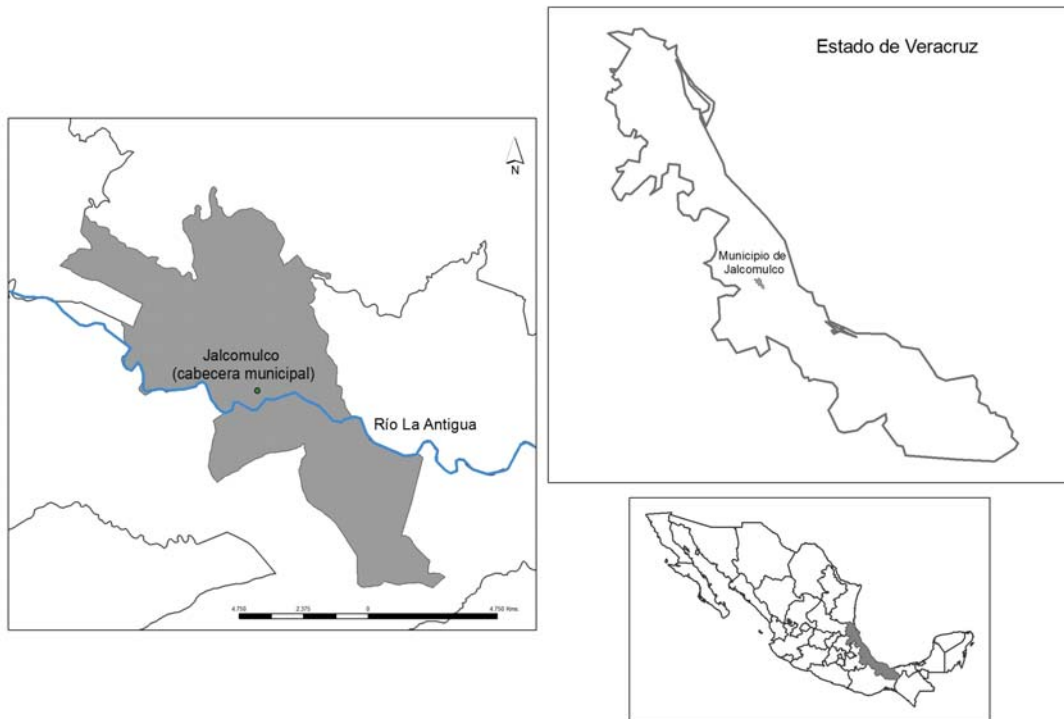 Estado de Veracruz
N
Municipio de
Jalcomulco
Jalcomulco
(cabecera municipal)
Río La Antigua
4.750 2.375 0 4.750 Kms.